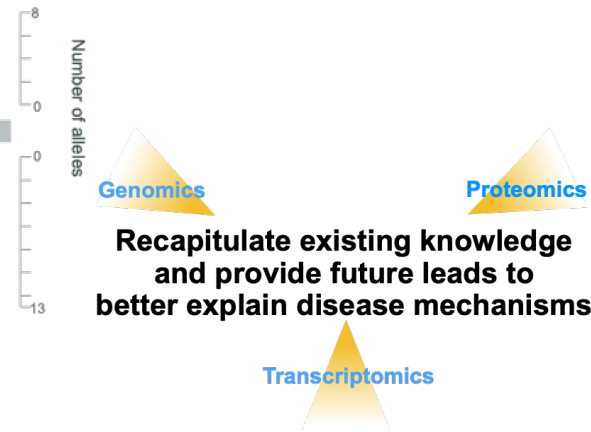 8
Number of alleles
0
0
13
Genomics
Proteomics
Recapitulate existing knowledge
and provide future leads to
better explain disease mechanisms
Transcriptomics